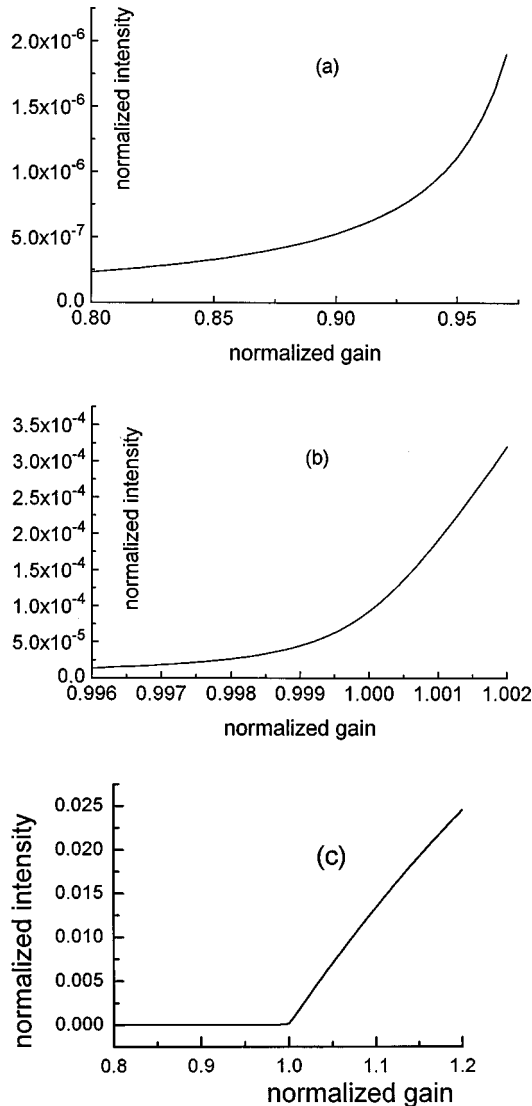 (a)
normalized intensity
2.0x10-6
1.5x10-6
1.0x10-6
5.0x10-7
0.0
0.80 0.85 0.90 0.95
normalized gain
(b)
normalized intensity
3.5x10-4
3.0x10-4
2.5x10-4
2.0x10-4
1.5x10-4
1.0x10-4
5.0x10-5
0.0
0.996 0.997 0.998 0.999 1.000 1.001 1.002
normalized gain
(c)
normalized intensity
0.025
0.020
0.015
0.010
0.005
0.000
0.8 0.9 1.0 1.1 1.2
normalized gain